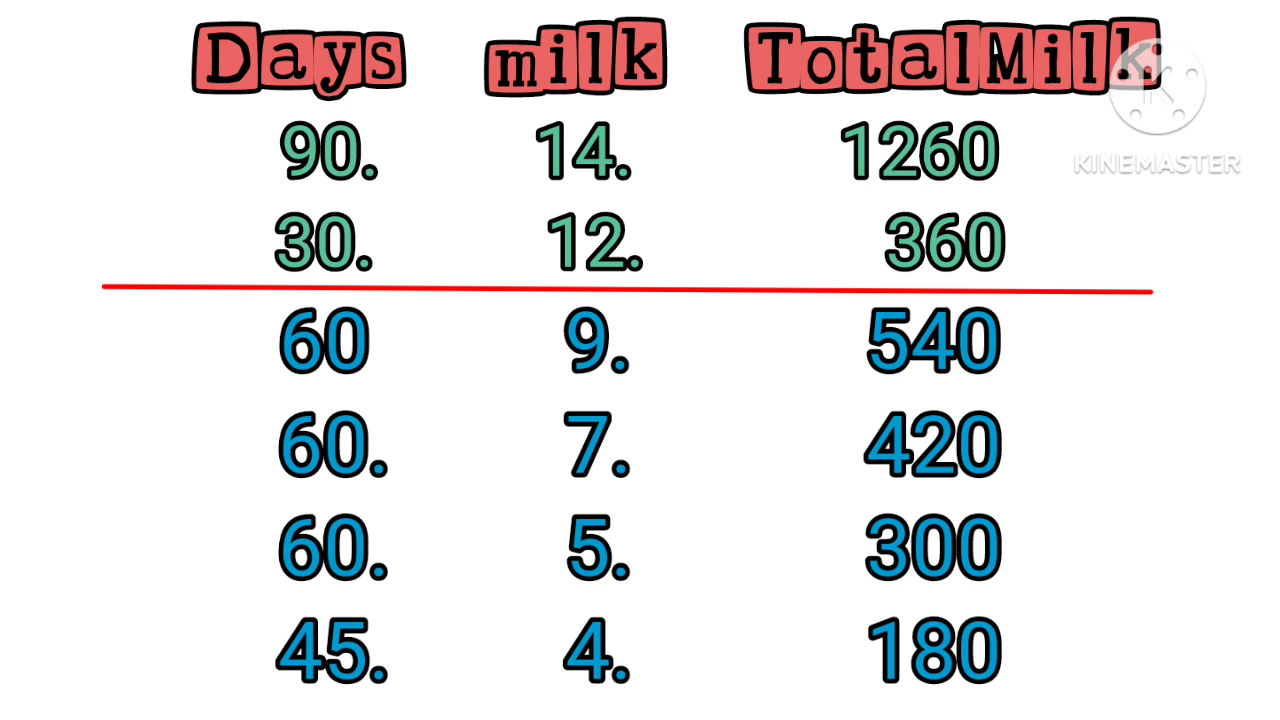 Days milk TotalMilk
90. 14. 1260
KINEMASTER
30. 12. 360
60 9. 540
60. 7. 420
60. 5. 300
45. 4. 180